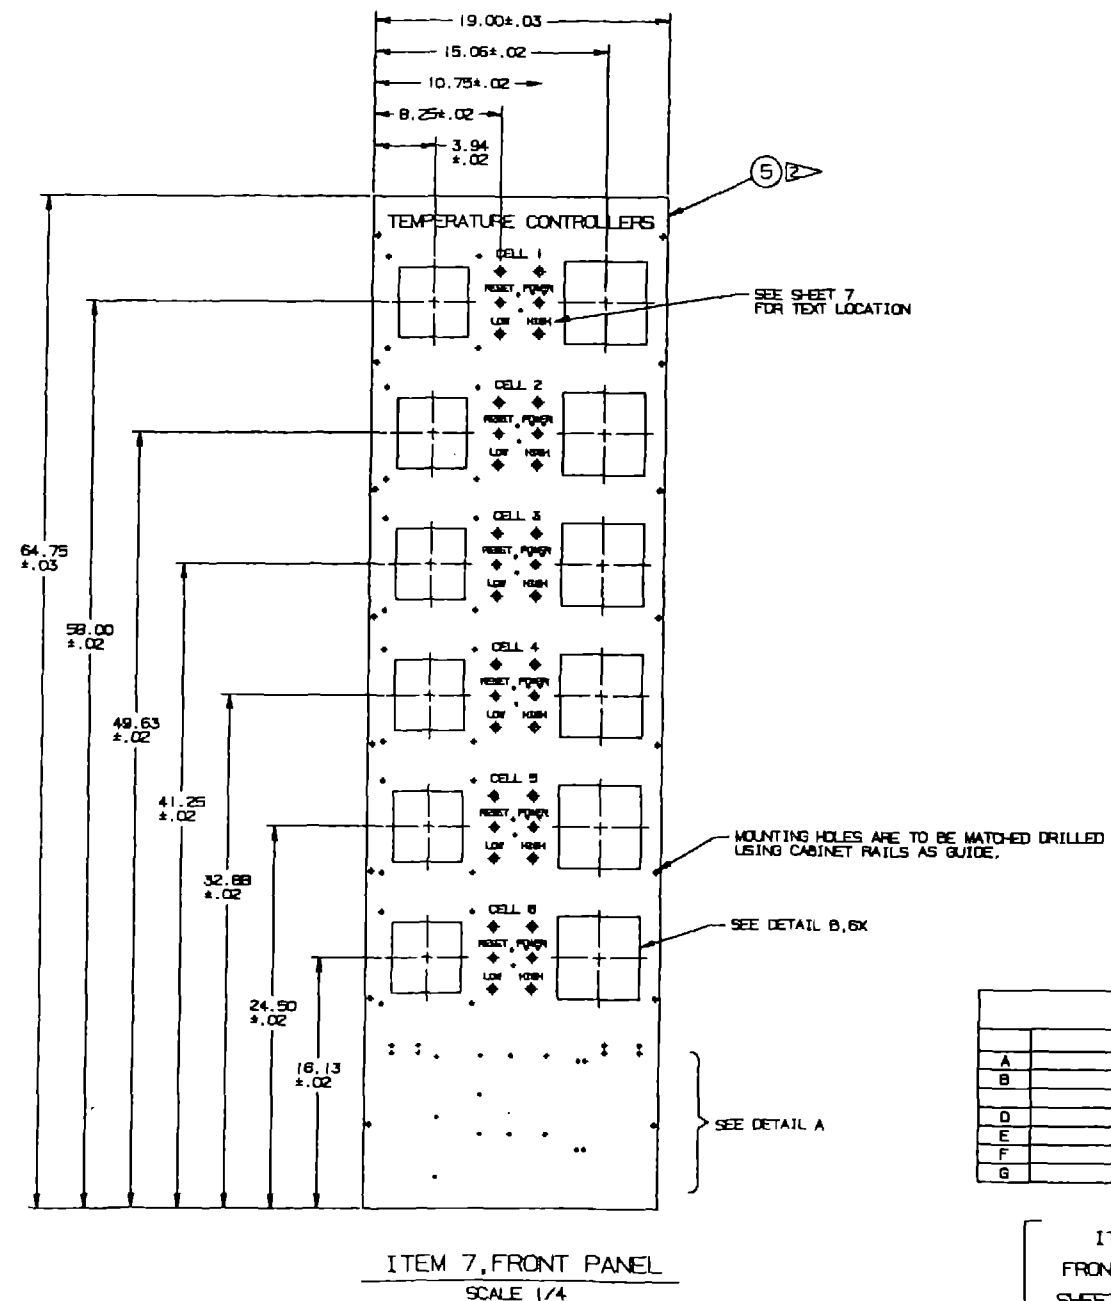 19.00±.03
15.06±.02
10.75±.02
8.25±.02
3.94
±.02
5 2
TEMPERATURE CONTROLLERS
CELL 1
RESET POWER
LOW HIGH
SEE SHEET 7
FOR TEXT LOCATION
CELL 2
RESET POWER
LOW HIGH
CELL 3
RESET POWER
LOW HIGH
CELL 4
RESET POWER
LOW HIGH
CELL 5
RESET POWER
LOW HIGH
CELL 6
RESET POWER
LOW HIGH
64.75
±.03
58.00
±.02
49.63
±.02
41.25
±.02
32.88
±.02
24.50
±.02
16.13
±.02
MOUNTING HOLES ARE TO BE MATCHED DRILLED
USING CABINET RAILS AS GUIDE.
SEE DETAIL B,6X
SEE DETAIL A
A
B
D
E
F
G
ITEM 7,FRONT PANEL
SCALE 1/4
IT
FRON
SHEET